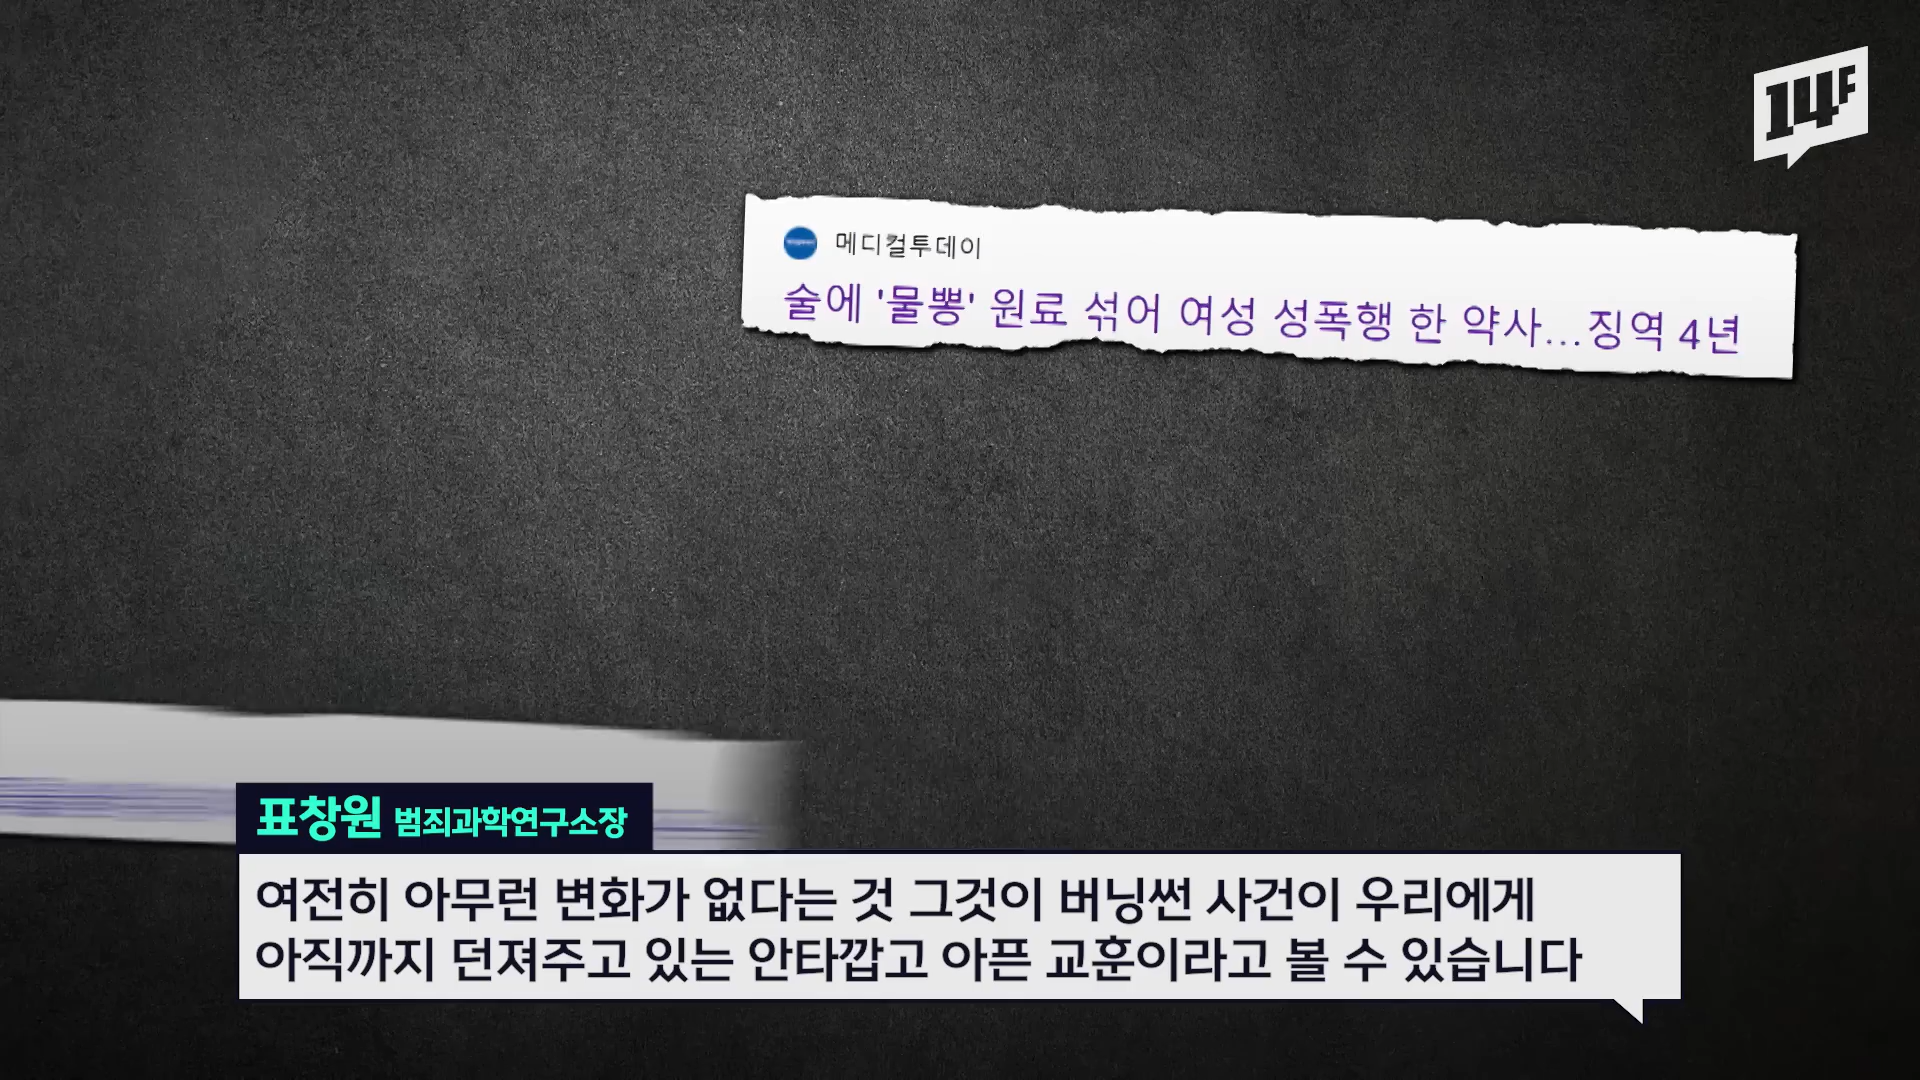 14F
메디컬투데이
술에 '물뽕' 원료 섞어 여성 성폭행 한 약사...징역 4년
표창원 범죄과학연구소장
여전히 아무런 변화가 없다는 것 그것이 버닝썬 사건이 우리에게
아직까지 던져주고 있는 안타깝고 아픈 교훈이라고 볼 수 있습니다